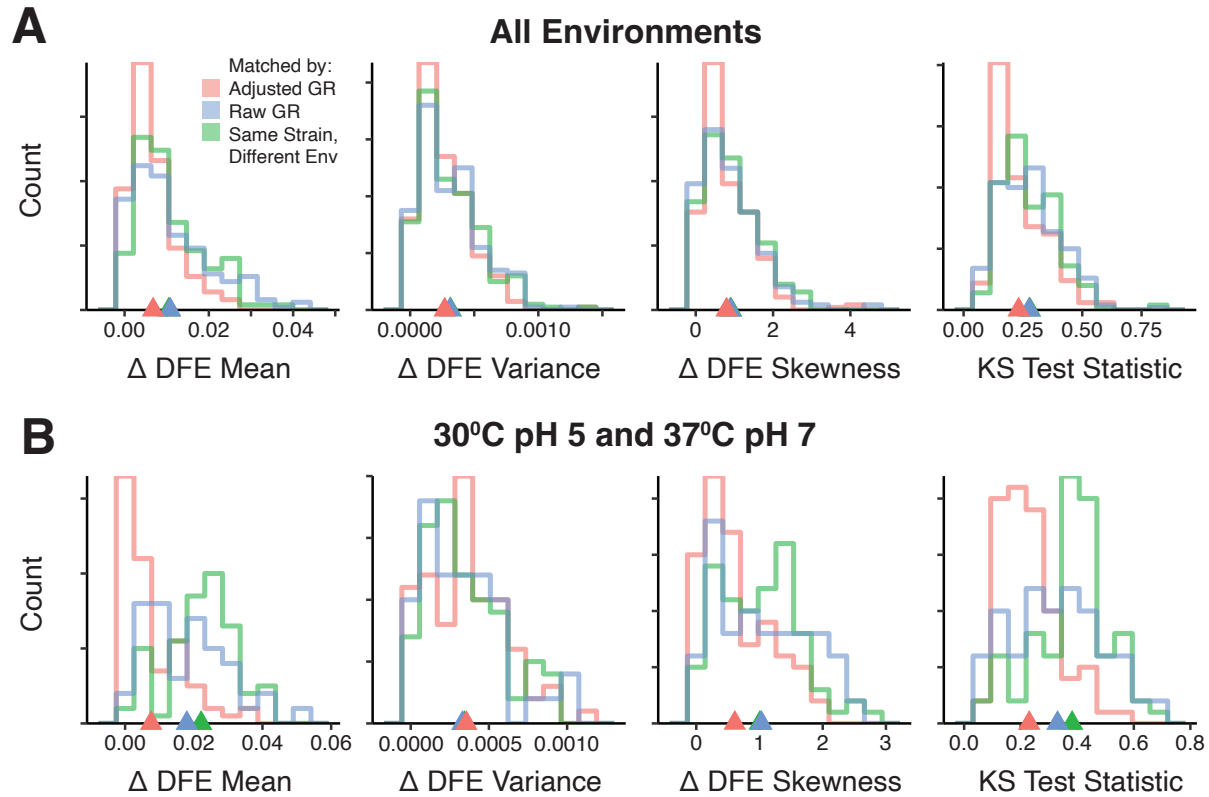 A
All Environments
Matched by:
Adjusted GR
Raw GR
Same Strain,
Different Env
Count
0.00 0.02 0.04
0.00000 0.0010
0 2 4
0.00 0.25 0.50 0.75
Δ DFE Mean
Δ DFE Variance
Δ DFE Skewness
KS Test Statistic
B
30⁰C pH 5 and 37⁰C pH 7
Count
0.00 0.02 0.04 0.06
0.00000 0.0005 0.0010
0 1 2 3
0.0 0.2 0.4 0.6 0.8
Δ DFE Mean
Δ DFE Variance
Δ DFE Skewness
KS Test Statistic